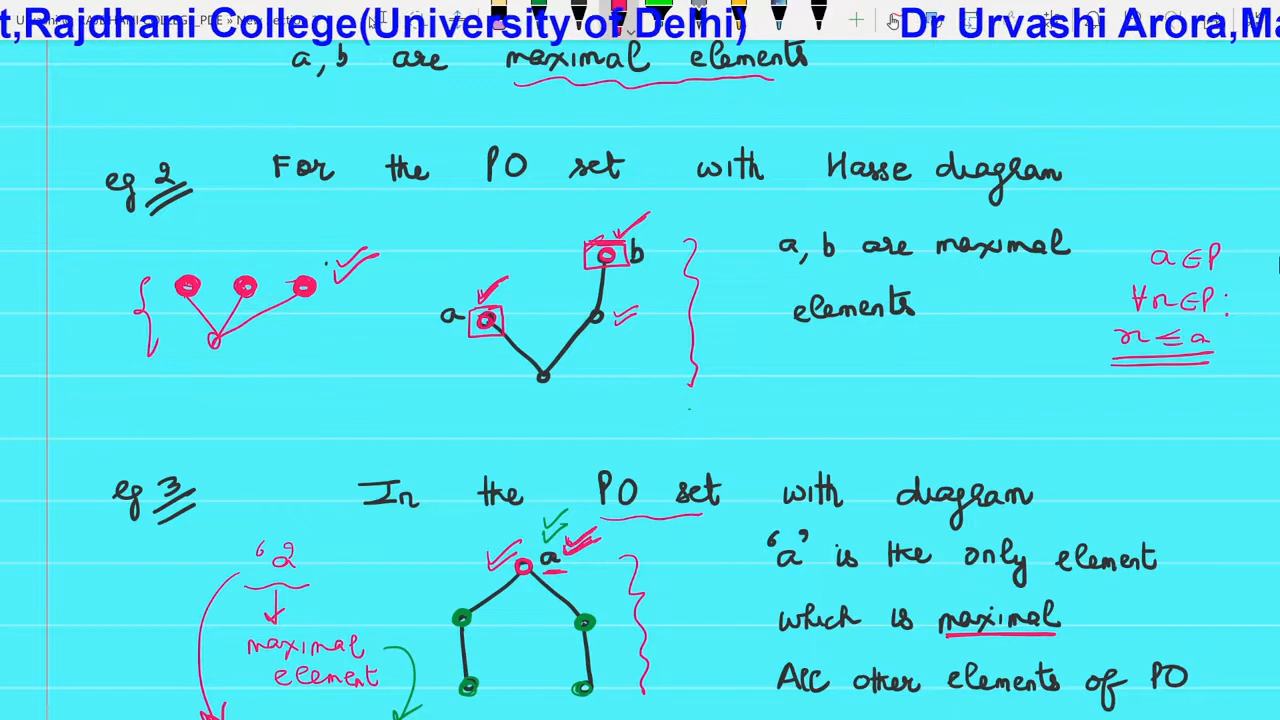 t,Rajdhani College(University of Delhi) Dr Urvashi Arora,Ma
a, b are maximal elements
eg 2 For the PO set with Hasse diagram
a, b are maximal
elements
b
a
a ∈ P
∀ x ∈ P :
x ≤ a
eg 3 In the PO set with diagram
'a' is the only element
which is maximal
All other elements of PO
a
'a
maximal
element